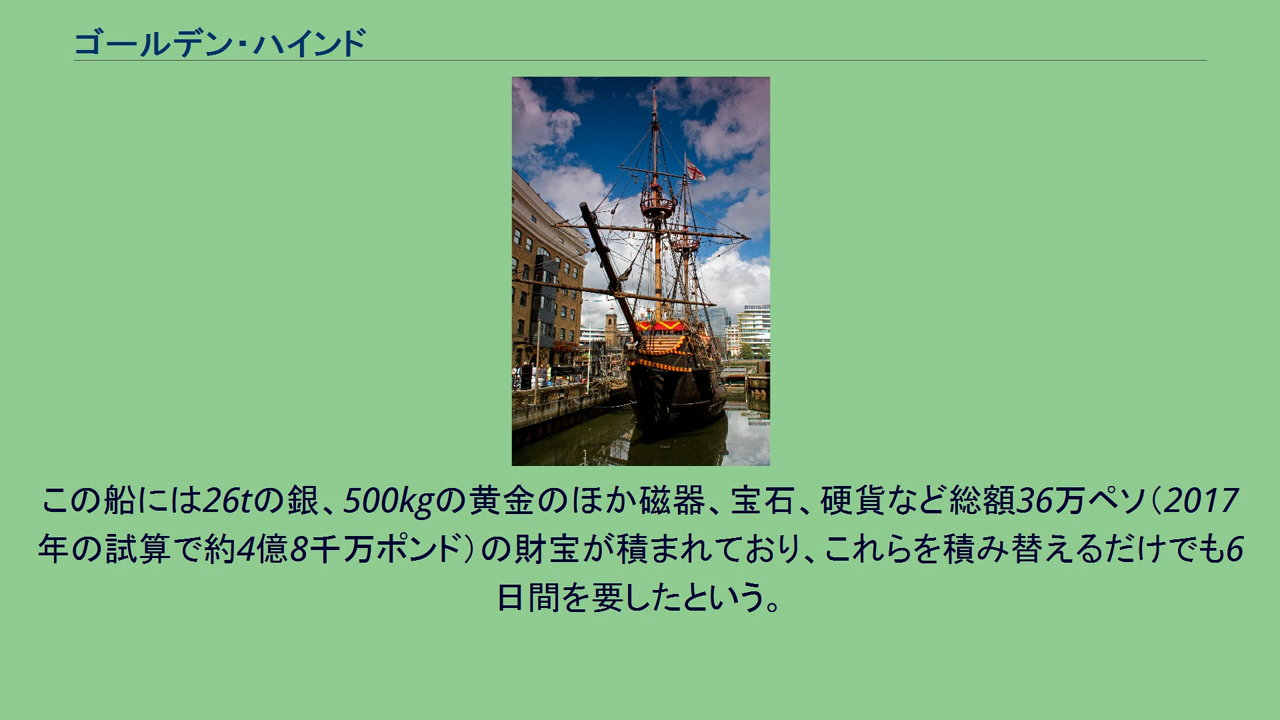 ゴールデン・ハインド
この船には26tの銀、500kgの黄金のほか磁器、宝石、硬貨など総額36万ペソ（2017
年の試算で約4億8千万ポンド）の財宝が積まれており、これらを積み替えるだけでも6
日間を要したという。